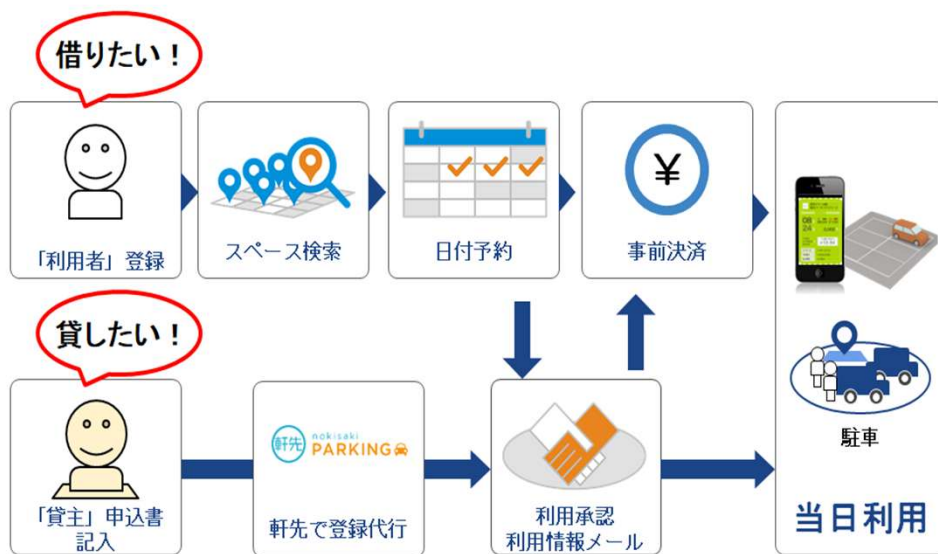 借りたい！
「利用者」登録
スペース検索
日付予約
¥
事前決済
貸したい！
「貸主」申込書
記入
軒先
nokisaki
PARKING
軒先で登録代行
利用承認
利用情報メール
駐車
当日利用